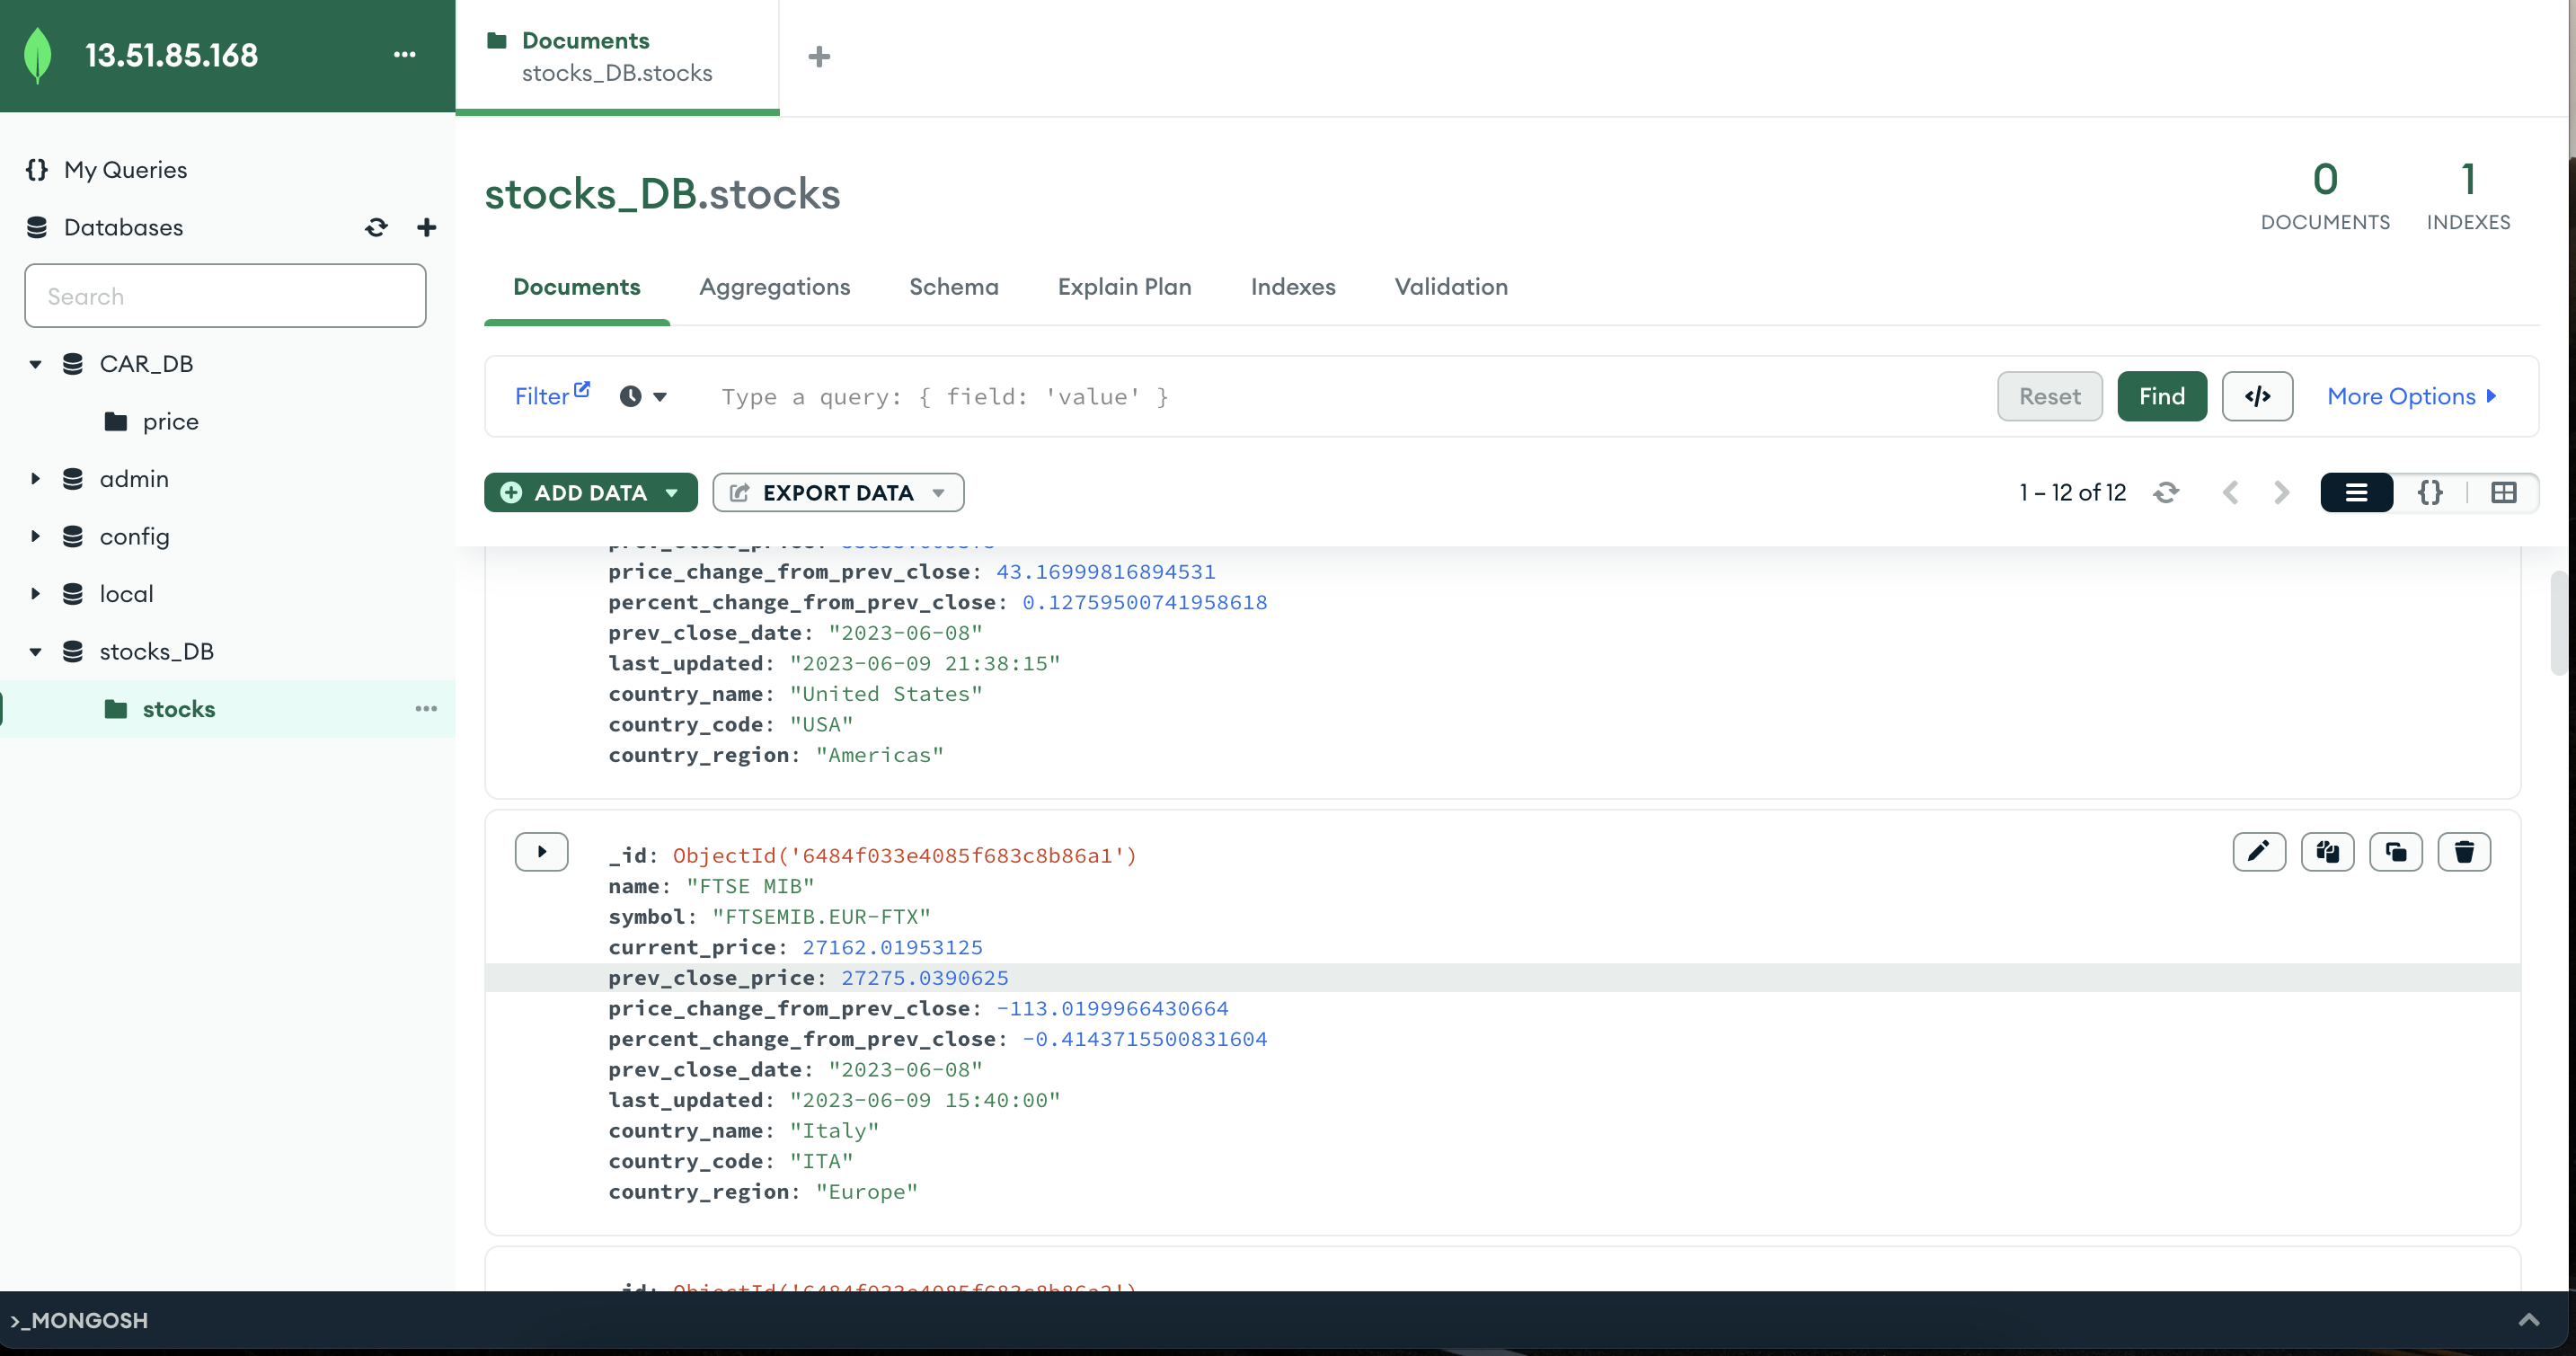 13.51.85.168
My Queries
Databases
Search
CAR_DB
price
admin
config
local
stocks_DB
stocks
Documents
stocks_DB.stocks
stocks_DB.stocks
0
DOCUMENTS
1
INDEXES
Documents
Aggregations
Schema
Explain Plan
Indexes
Validation
Filter
Type a query: { field: 'value' }
Reset
Find
</>
More Options
ADD DATA
EXPORT DATA
1 – 12 of 12
{}
price_change_from_prev_close: 43.16999816894531
percent_change_from_prev_close: 0.12759500741958618
prev_close_date: "2023-06-08"
last_updated: "2023-06-09 21:38:15"
country_name: "United States"
country_code: "USA"
country_region: "Americas"
_id: ObjectId('6484f033e4085f683c8b86a1')
name: "FTSE MIB"
symbol: "FTSEMIB.EUR-FTX"
current_price: 27162.01953125
prev_close_price: 27275.0390625
price_change_from_prev_close: -113.0199966430664
percent_change_from_prev_close: -0.4143715500831604
prev_close_date: "2023-06-08"
last_updated: "2023-06-09 15:40:00"
country_name: "Italy"
country_code: "ITA"
country_region: "Europe"
_id: ObjectId('6484f033e4085f683c8b86a2')
>_MONGOSH